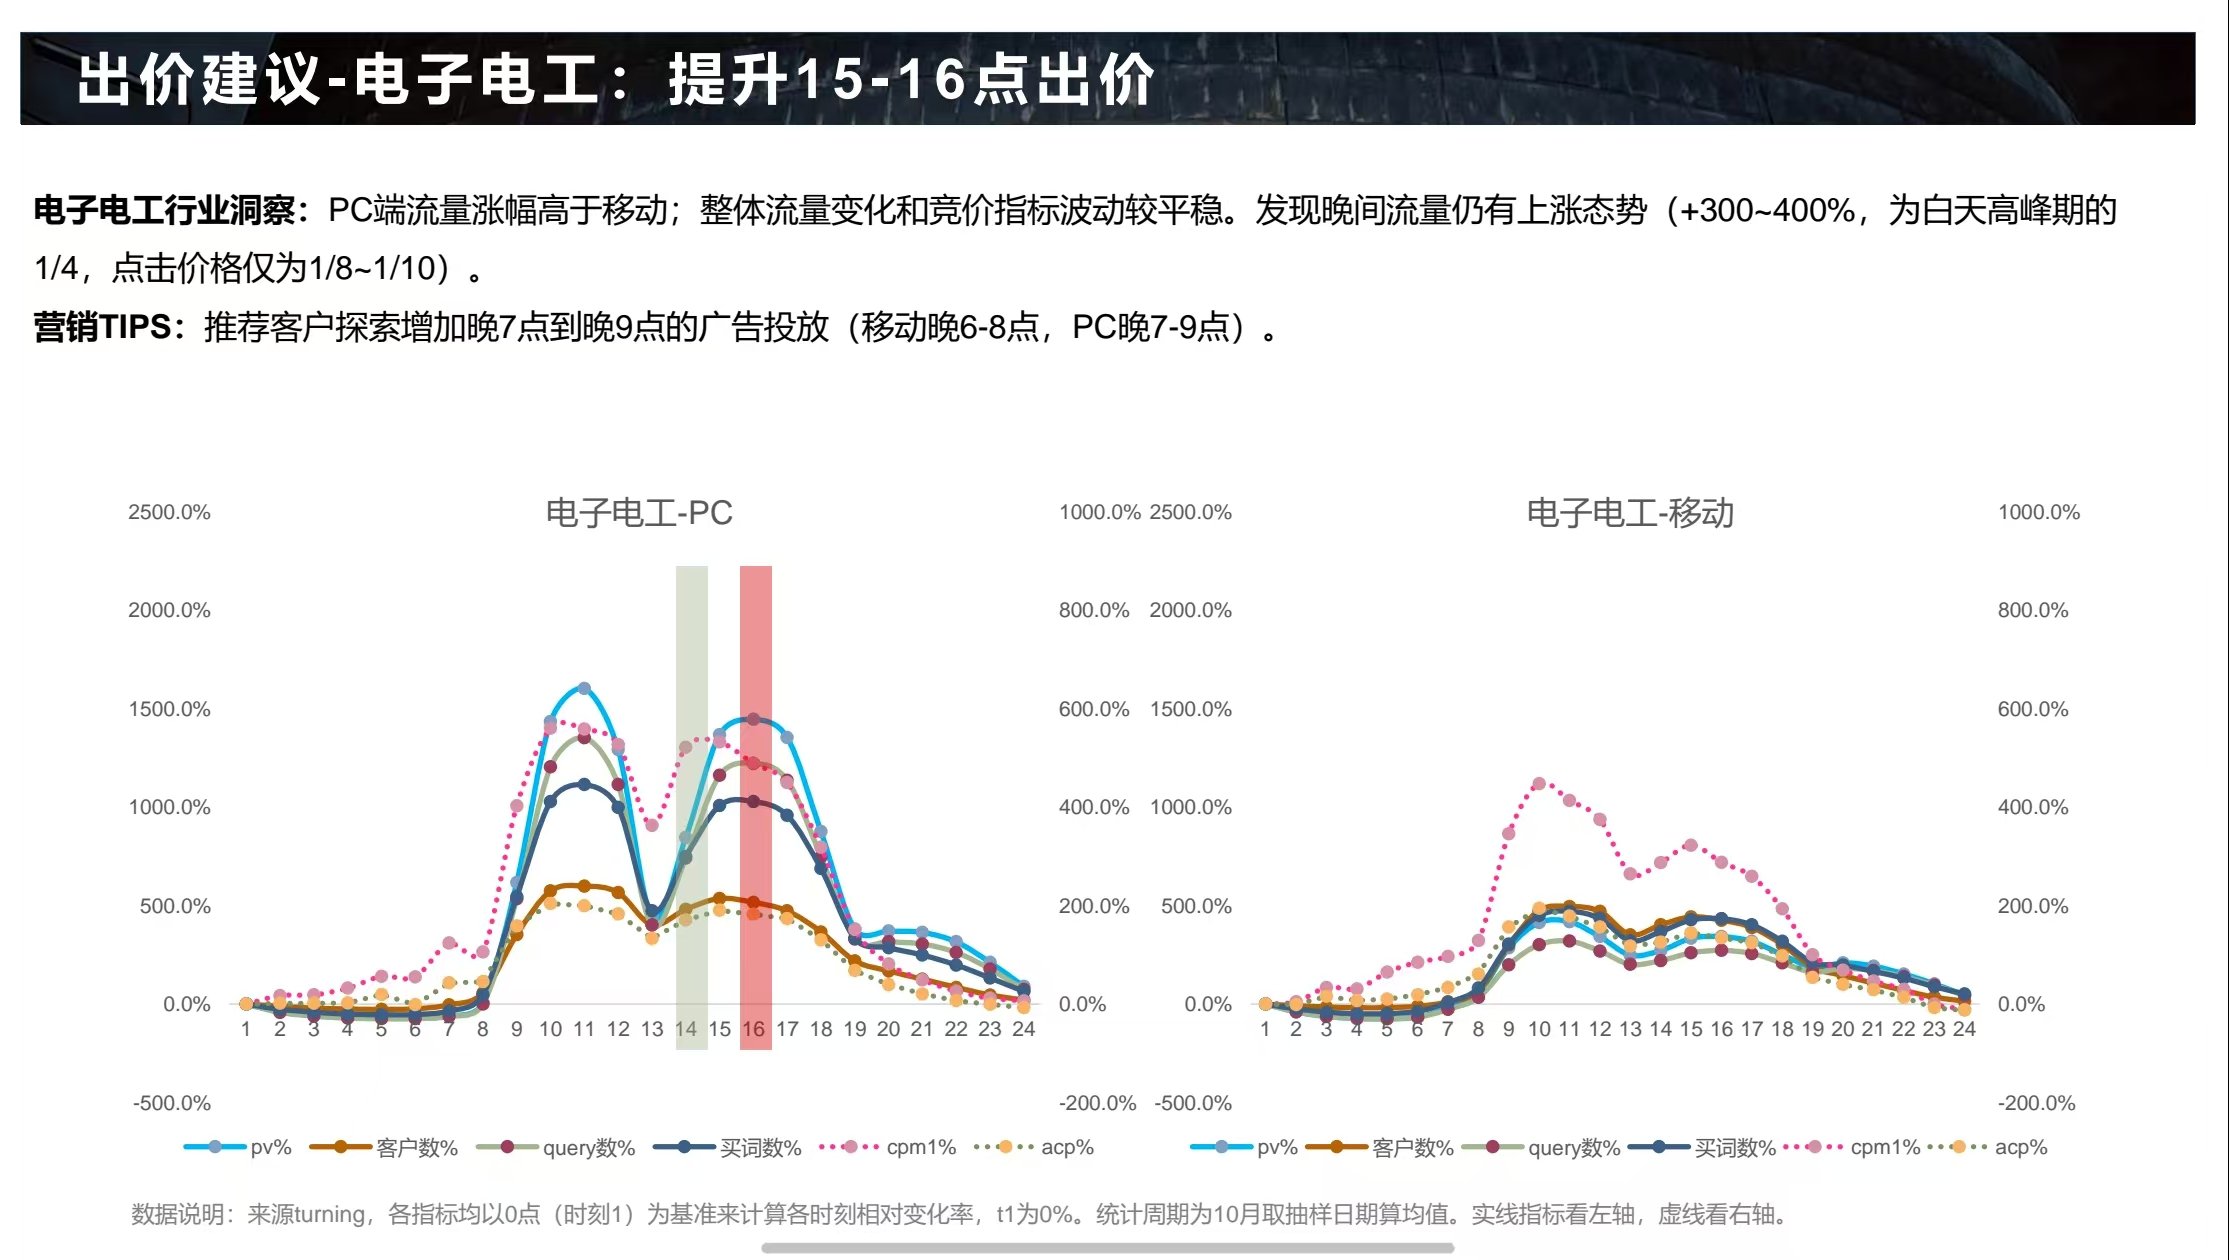 出价建议-电子电工：提升15-16点出价
电子电工行业洞察：PC端流量涨幅高于移动；整体流量变化和竞价指标波动较平稳。发现晚间流量仍有上涨态势（+300~400%，为白天高峰期的
1/4，点击价格仅为1/8~1/10）。
营销TIPS：推荐客户探索增加晚7点到晚9点的广告投放（移动晚6-8点，PC晚7-9点）。
电子电工-PC
2500.0%
2000.0%
1500.0%
1000.0%
500.0%
0.0%
-500.0%
1000.0%
800.0%
600.0%
400.0%
200.0%
0.0%
-200.0%
1 2 3 4 5 6 7 8 9 10 11 12 13 14 15 16 17 18 19 20 21 22 23 24
pv% 客户数% query数% 买词数% cpm1% acp%
电子电工-移动
2500.0%
2000.0%
1500.0%
1000.0%
500.0%
0.0%
-500.0%
1000.0%
800.0%
600.0%
400.0%
200.0%
0.0%
-200.0%
1 2 3 4 5 6 7 8 9 10 11 12 13 14 15 16 17 18 19 20 21 22 23 24
pv% 客户数% query数% 买词数% cpm1% acp%
数据说明：来源turning，各指标均以0点（时刻1）为基准来计算各时刻相对变化率，t1为0%。统计周期为10月取抽样日期算均值。实线指标看左轴，虚线看右轴。